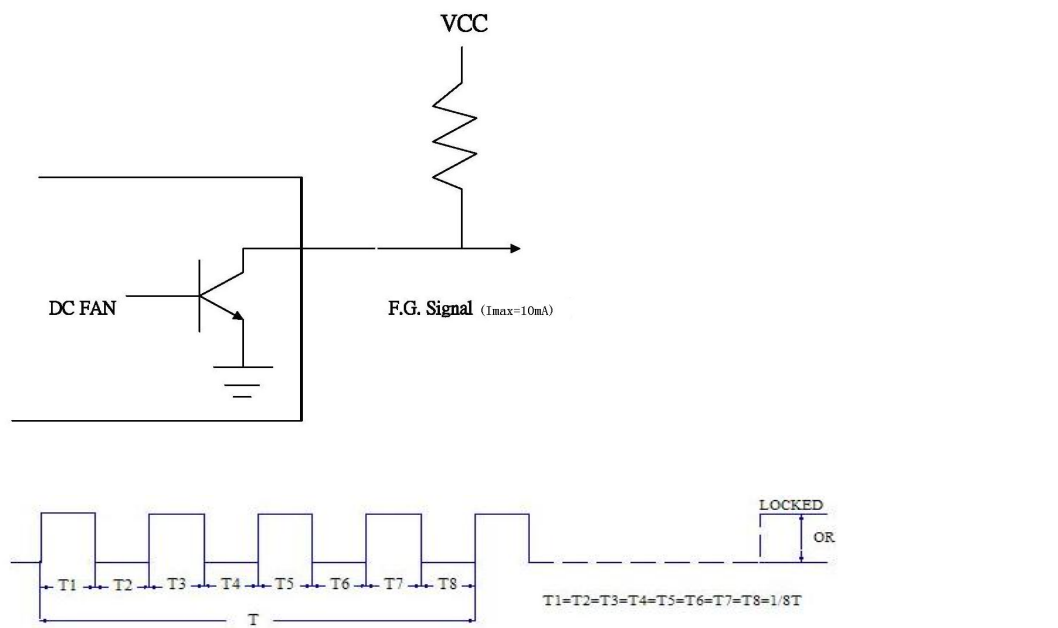 VCC
DC FAN
F.G. Signal (Imax=10mA)
LOCKED
OR
T1 T2 T3 T4 T5 T6 T7 T8
T1=T2=T3=T4=T5=T6=T7=T8=1/8T
T